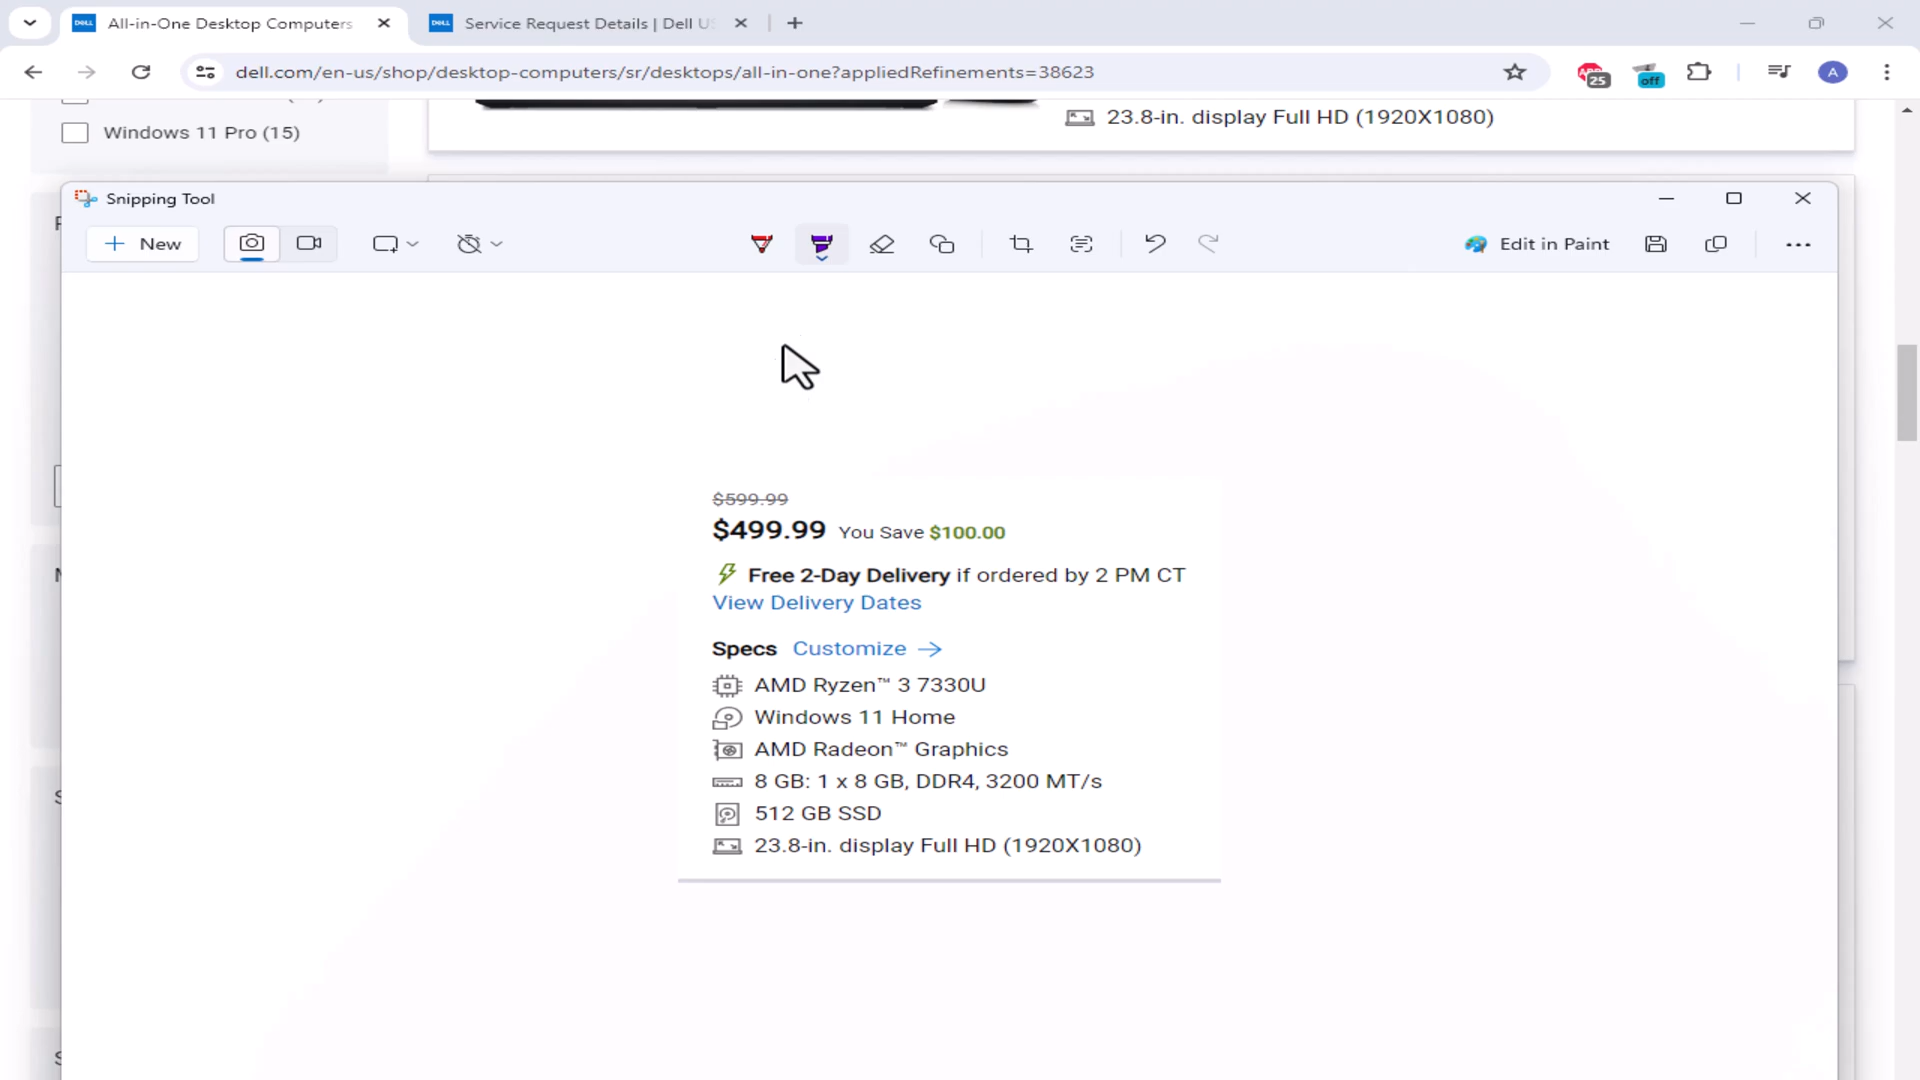 All-in-One Desktop Computers
Service Request Details | Dell US
dell.com/en-us/shop/desktop-computers/sr/desktops/all-in-one?appliedRefinements=38623
25
off
A
Windows 11 Pro (15)
23.8-in. display Full HD (1920X1080)
Snipping Tool
New
Edit in Paint
$599.99
$499.99 You Save $100.00
Free 2-Day Delivery if ordered by 2 PM CT
View Delivery Dates
Specs Customize
AMD Ryzen™ 3 7330U
Windows 11 Home
AMD Radeon™ Graphics
8 GB: 1 x 8 GB, DDR4, 3200 MT/s
512 GB SSD
23.8-in. display Full HD (1920X1080)